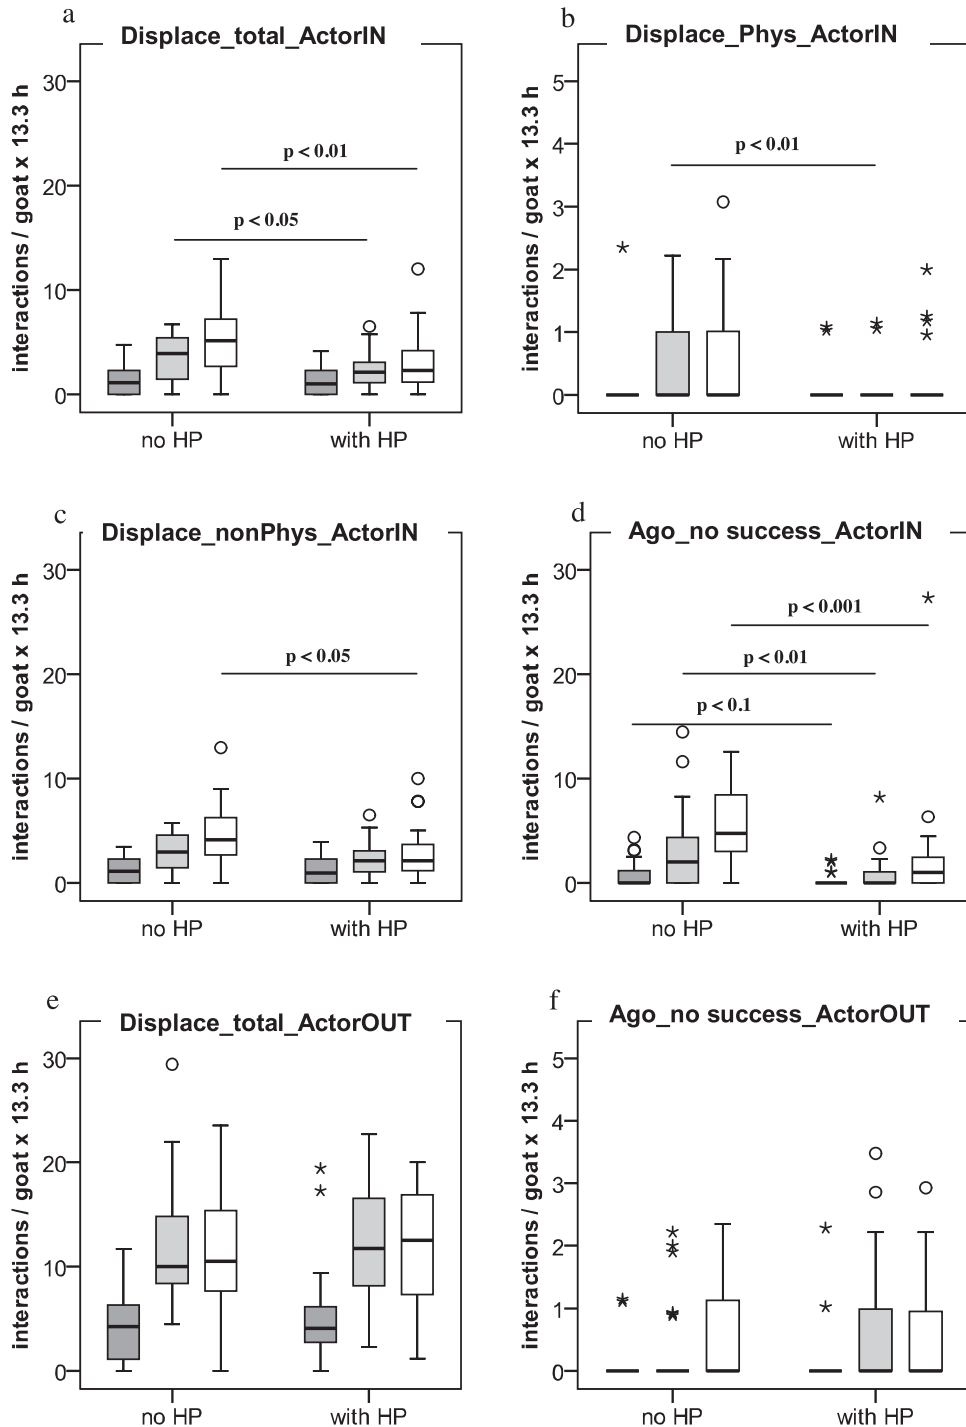 a
Displace_total_ActorIN
interactions / goat x 13.3 h
30
20
10
0
p < 0.01
p < 0.05
no HP
with HP
b
Displace_Phys_ActorIN
interactions / goat x 13.3 h
5
4
3
2
1
0
p < 0.01
no HP
with HP
c
Displace_nonPhys_ActorIN
interactions / goat x 13.3 h
30
20
10
0
p < 0.05
no HP
with HP
d
Ago_no success_ActorIN
interactions / goat x 13.3 h
30
20
10
0
p < 0.001
p < 0.01
p < 0.1
no HP
with HP
e
Displace_total_ActorOUT
interactions / goat x 13.3 h
30
20
10
0
no HP
with HP
f
Ago_no success_ActorOUT
interactions / goat x 13.3 h
5
4
3
2
1
0
no HP
with HP